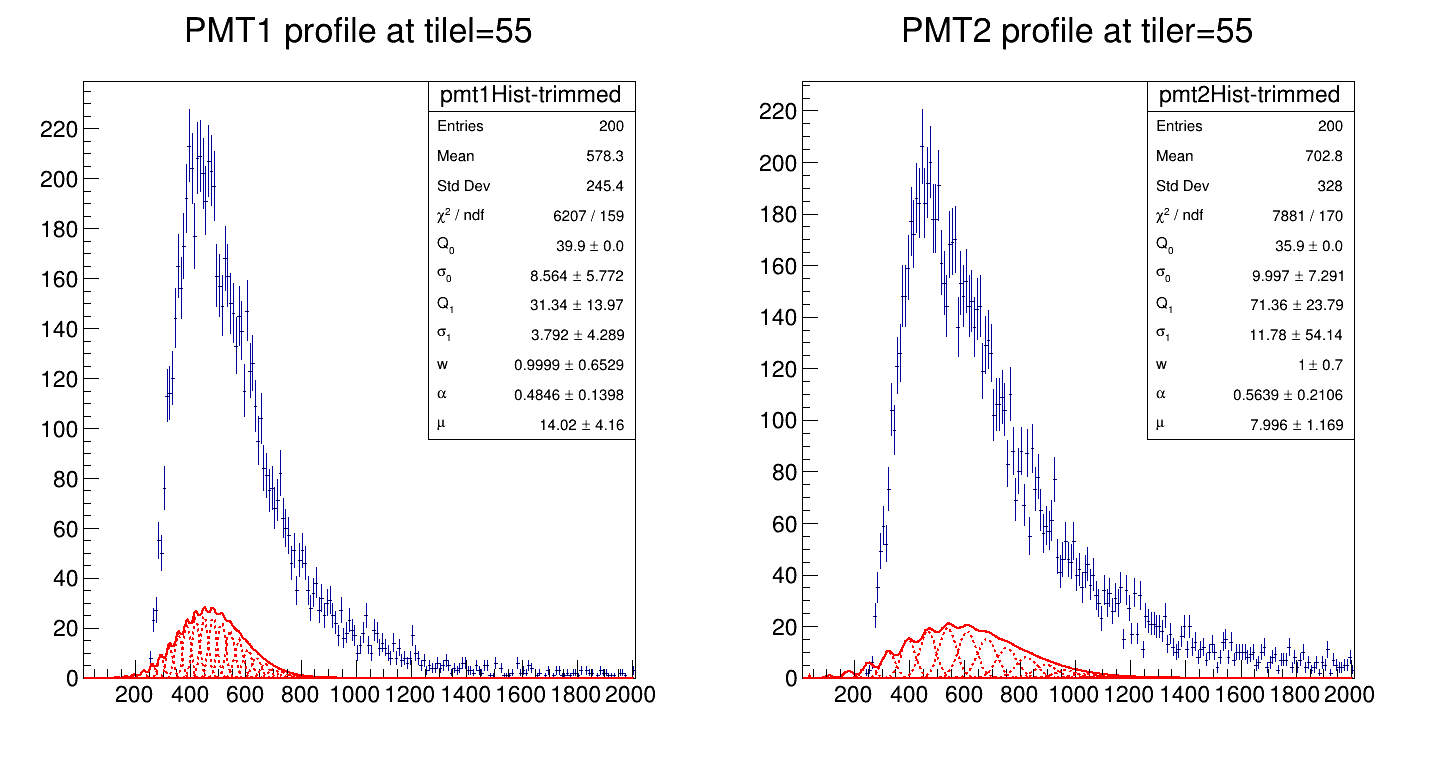 PMT1 profile at tilel=55
pmt1Hist-trimmed
Entries 200
Mean 578.3
Std Dev 245.4
χ² / ndf 6207 / 159
Q₀ 39.9 ± 0.0
σ₀ 8.564 ± 5.772
Q₁ 31.34 ± 13.97
σ₁ 3.792 ± 4.289
w 0.9999 ± 0.6529
α 0.4846 ± 0.1398
μ 14.02 ± 4.16
220
200
180
160
140
120
100
80
60
40
20
0
200 400 600 800 1000 1200 1400 1600 1800 2000
PMT2 profile at tiler=55
pmt2Hist-trimmed
Entries 200
Mean 702.8
Std Dev 328
χ² / ndf 7881 / 170
Q₀ 35.9 ± 0.0
σ₀ 9.997 ± 7.291
Q₁ 71.36 ± 23.79
σ₁ 11.78 ± 54.14
w 1 ± 0.7
α 0.5639 ± 0.2106
μ 7.996 ± 1.169
220
200
180
160
140
120
100
80
60
40
20
0
200 400 600 800 1000 1200 1400 1600 1800 2000